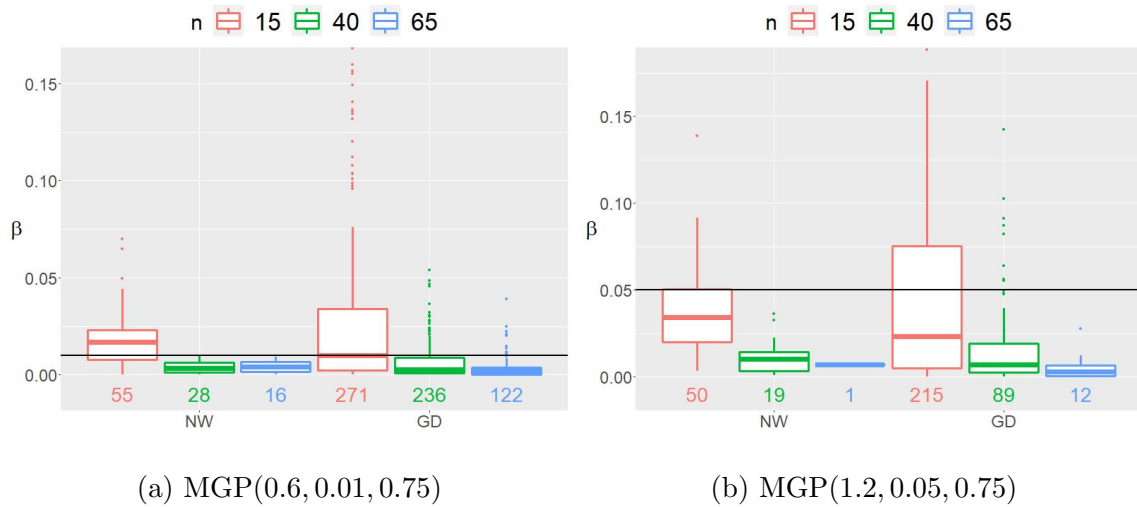 n 15 40 65
0.15
0.10
β
0.05
0.00
55 28 16 271 236 122
NW GD
n 15 40 65
0.15
0.10
β
0.05
0.00
50 19 1 215 89 12
NW GD
(a) MGP(0.6, 0.01, 0.75)
(b) MGP(1.2, 0.05, 0.75)